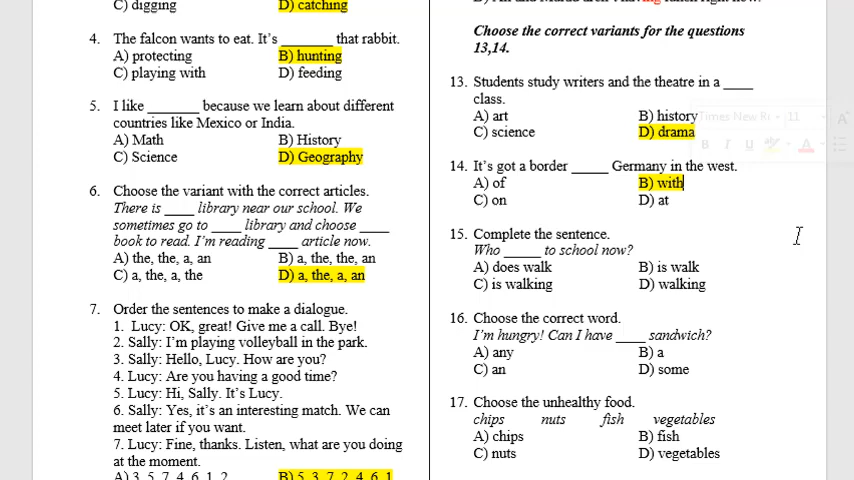 C) digging D) catching
4. The falcon wants to eat. It's _______ that rabbit.
A) protecting B) hunting
C) playing with D) feeding
5. I like _______ because we learn about different
countries like Mexico or India.
A) Math B) History
C) Science D) Geography
6. Choose the variant with the correct articles.
There is ____ library near our school. We
sometimes go to ____ library and choose ____
book to read. I'm reading ____ article now.
A) the, the, a, an B) a, the, the, an
C) a, the, a, the D) a, the, a, an
7. Order the sentences to make a dialogue.
1. Lucy: OK, great! Give me a call. Bye!
2. Sally: I'm playing volleyball in the park.
3. Sally: Hello, Lucy. How are you?
4. Lucy: Are you having a good time?
5. Lucy: Hi, Sally. It's Lucy.
6. Sally: Yes, it's an interesting match. We can
meet later if you want.
7. Lucy: Fine, thanks. Listen, what are you doing
at the moment.
A) 3, 5, 7, 4, 6, 1, 2 B) 5, 3, 7, 2, 4, 6, 1
Choose the correct variants for the questions
13,14.
13. Students study writers and the theatre in a ____
class.
A) art B) history
C) science D) drama
Times New R 11
B I U
14. It's got a border _____ Germany in the west.
A) of B) with
C) on D) at
15. Complete the sentence.
Who _____ to school now?
A) does walk B) is walk
C) is walking D) walking
16. Choose the correct word.
I'm hungry! Can I have ____ sandwich?
A) any B) a
C) an D) some
17. Choose the unhealthy food.
chips nuts fish vegetables
A) chips B) fish
C) nuts D) vegetables